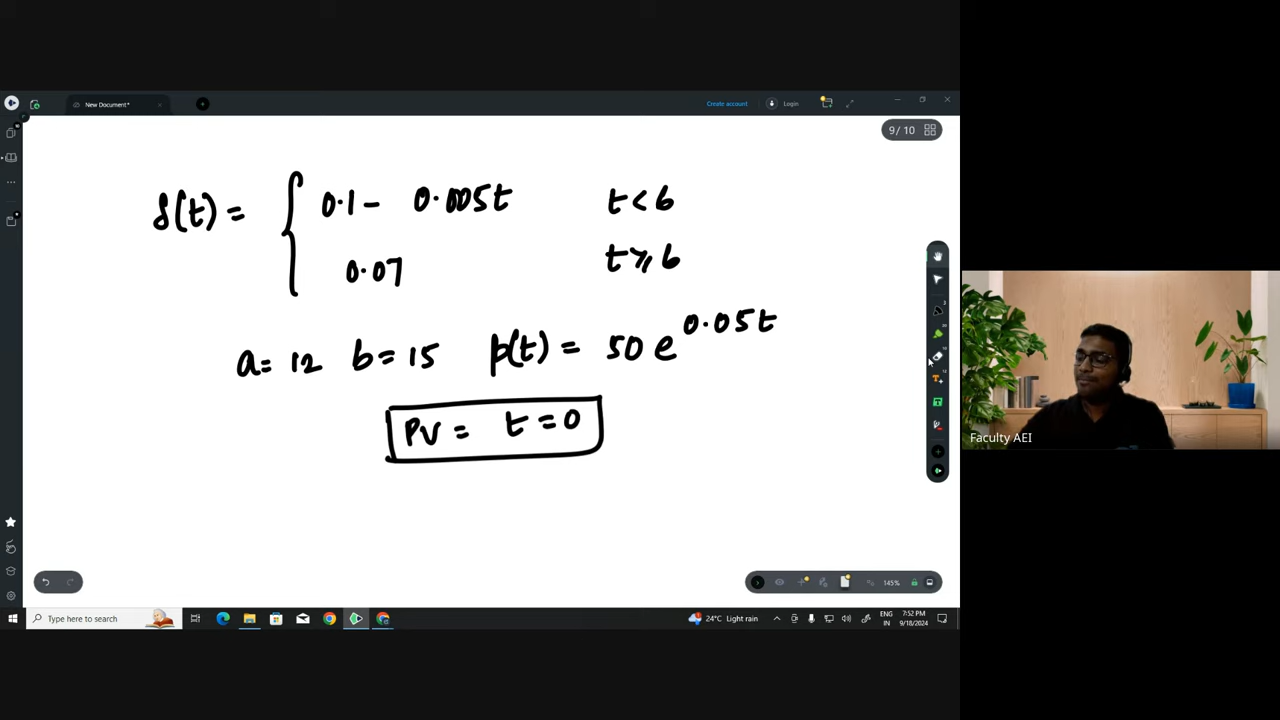 New Document*
Create account
Login
9/10
δ(t) = { 0.1 - 0.005t t < 6
0.07 t ⩾ 6
a = 12 b = 15 p(t) = 50 e^0.05t
PV = t = 0
Faculty AEI
145%
Type here to search
24°C Light rain
ENG
IN
7:52 PM
9/18/2024